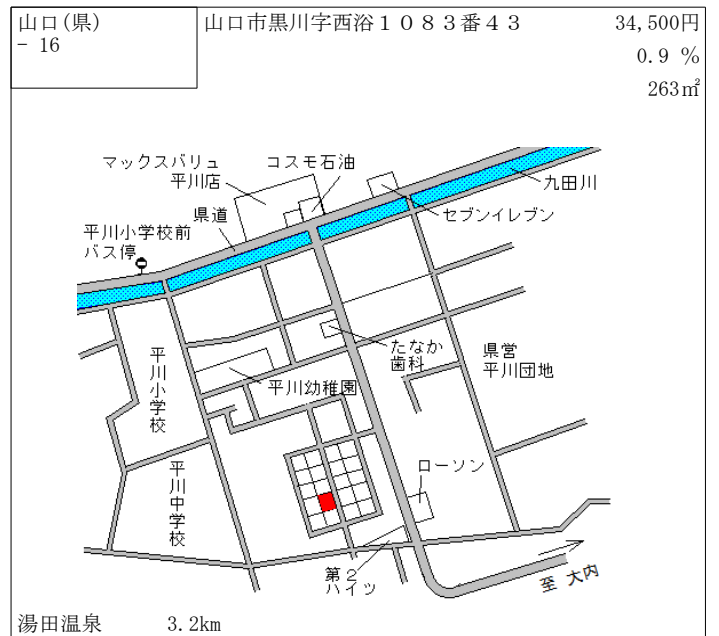 山口(県)
- 16
山口市黒川字西浴１０８３番４３
34,500円
0.9 %
263㎡
マックスバリュ
平川店
コスモ石油
九田川
セブンイレブン
県道
平川小学校前
バス停
たなか
歯科
県営
平川団地
平川小学校
平川幼稚園
平川中学校
ローソン
第２
ハイツ
至 大内
湯田温泉 3.2km